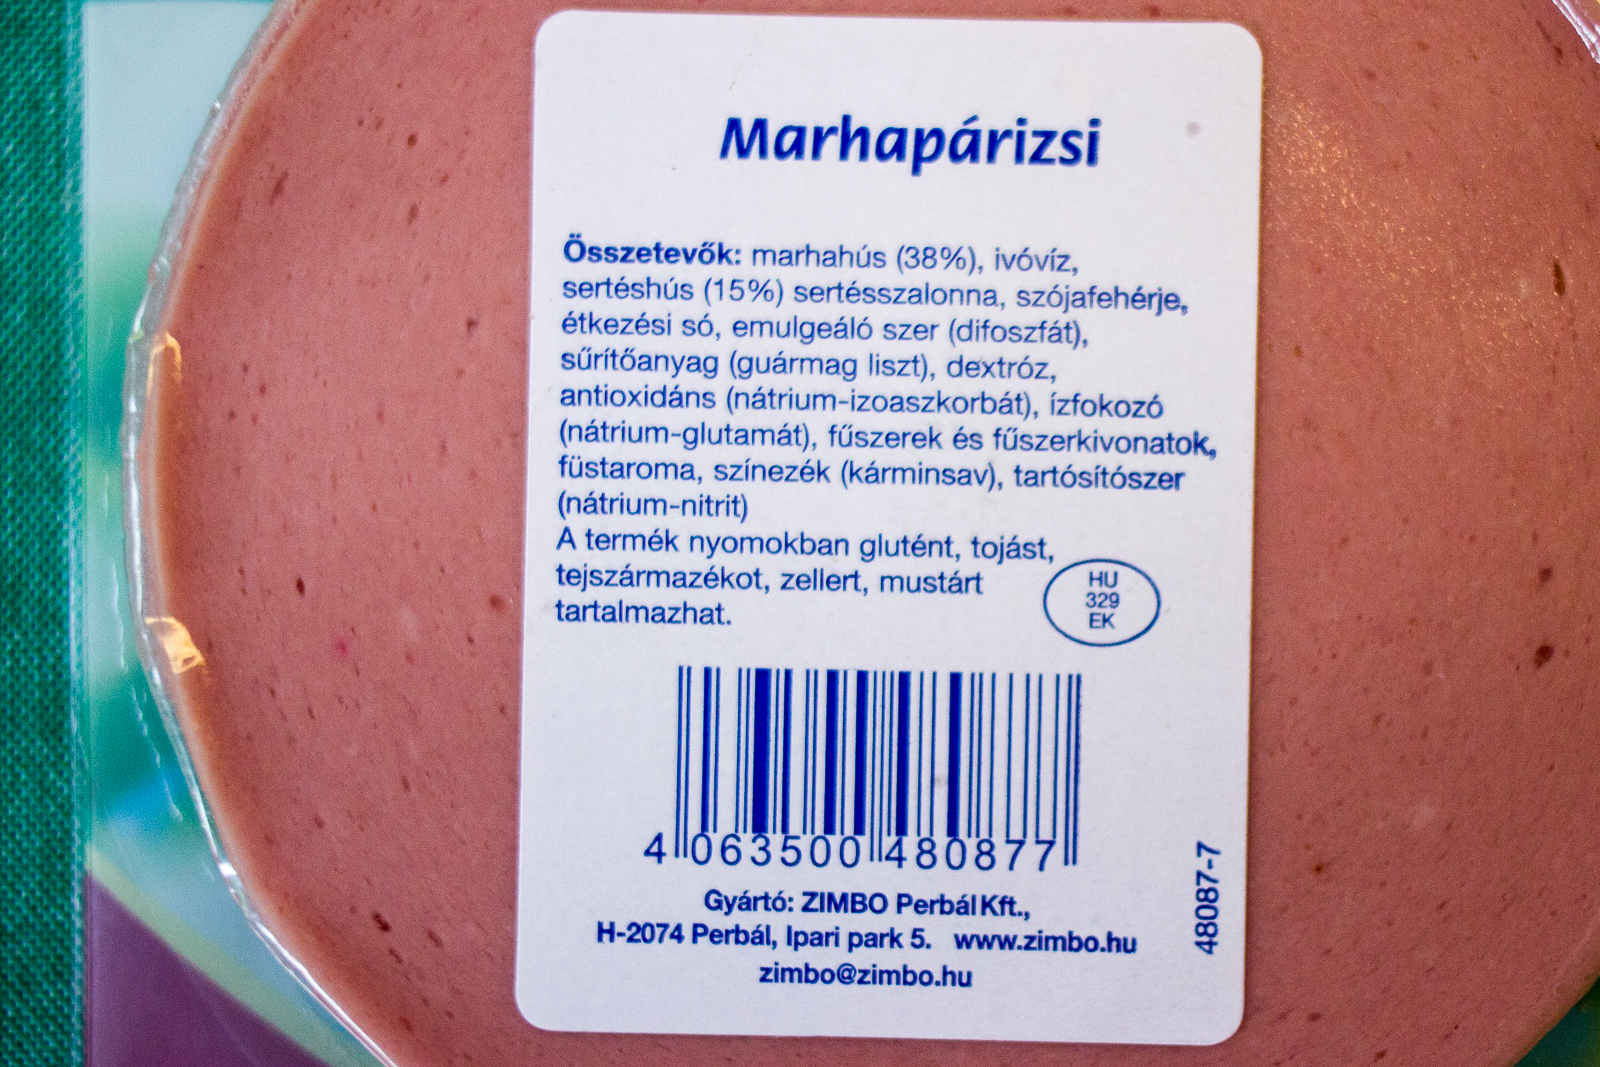 Marhapárizsi
Összetevők: marhahús (38%), ivóvíz,
sertéshús (15%) sertésszalonna, szójafehérje,
étkezési só, emulgeáló szer (difoszfát),
sűrítőanyag (guármag liszt), dextróz,
antioxidáns (nátrium-izoaszkorbát), ízfokozó
(nátrium-glutamát), fűszerek és fűszerkivonatok,
füstaroma, színezék (kárminsav), tartósítószer
(nátrium-nitrit)
A termék nyomokban glutént, tojást,
tejszármazékot, zellert, mustárt
tartalmazhat.
HU
329
EK
4 063500 480877
48087-7
Gyártó: ZIMBO Perbál Kft.,
H-2074 Perbál, Ipari park 5. www.zimbo.hu
zimbo@zimbo.hu